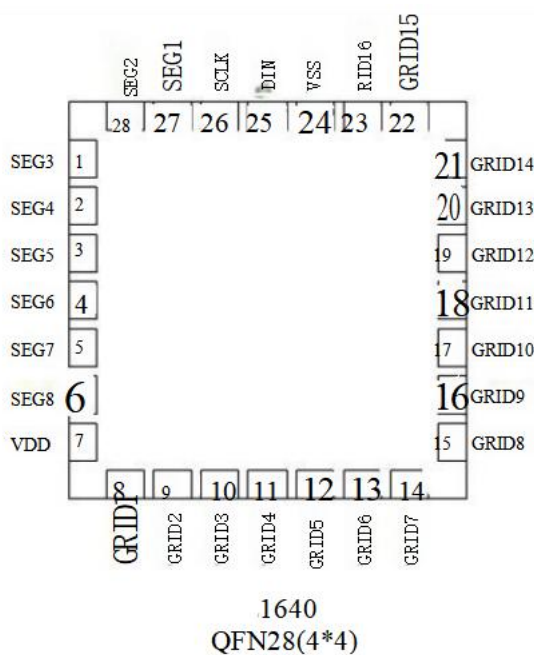 SEG2 SEG1 SCLK DIN VSS RID16 GRID15
28 27 26 25 24 23 22
SEG3 1 21 GRID14
SEG4 2 20 GRID13
SEG5 3 19 GRID12
SEG6 4 18 GRID11
SEG7 5 17 GRID10
SEG8 6 16 GRID9
VDD 7 15 GRID8
8 9 10 11 12 13 14
GRID1 GRID2 GRID3 GRID4 GRID5 GRID6 GRID7
1640
QFN28(4*4)